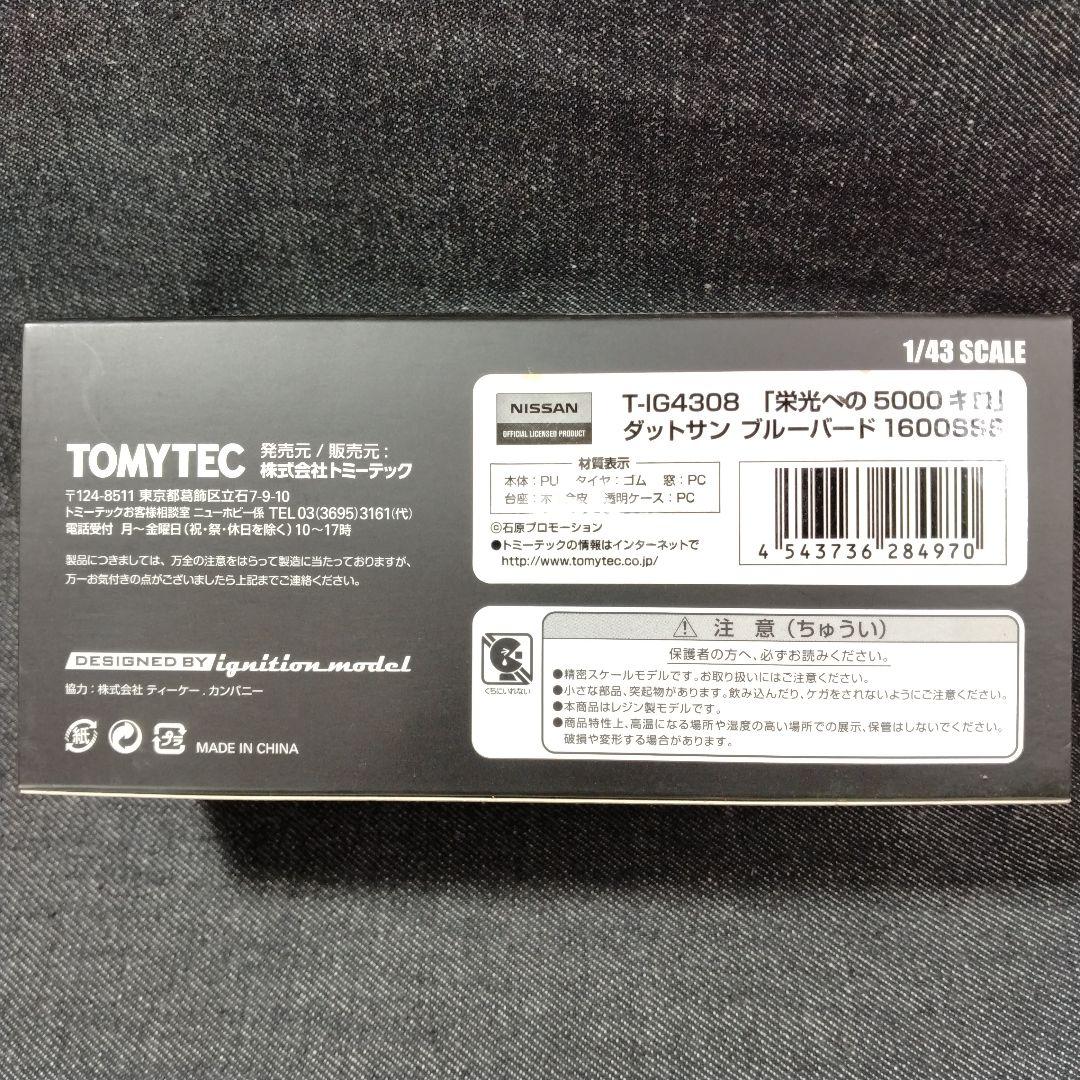 1/43 SCALE
TOMYTEC
発売元 / 販売元 :
株式会社トミーテック
〒124-8511 東京都葛飾区立石7-9-10
トミーテックお客様相談室 ニューホビー係 TEL 03(3695)3161(代)
電話受付 月〜金曜日(祝・祭・休日を除く) 10〜17時
製品につきましては、万全の注意をはらって製造に当たっておりますが、
万一お気付きの点がございましたら上記までご連絡ください。
DESIGNED BY ignition model
協力 : 株式会社 ティーケー . カンパニー
紙
プラ
MADE IN CHINA
NISSAN
OFFICIAL LICENSED PRODUCT
T-IG4308 「栄光への 5000 キロ」
ダットサン ブルーバード 1600SSS
材質表示
本体 : PU タイヤ : ゴム 窓 : PC
台座 : 木 合皮 透明ケース : PC
©石原プロモーション
●トミーテックの情報はインターネットで
http://www.tomytec.co.jp/
4 543736 284970
くちにいれない
注 意 (ちゅうい)
保護者の方へ、必ずお読みください。
●精密スケールモデルです。お取り扱いにはご注意ください。
●小さな部品、突起物があります。飲み込んだり、ケガをされないようにご注意ください。
●本商品はレジン製モデルです。
●商品特性上、高温になる場所や湿度の高い場所での展示、保管はしないでください。
破損や変形する場合があります。